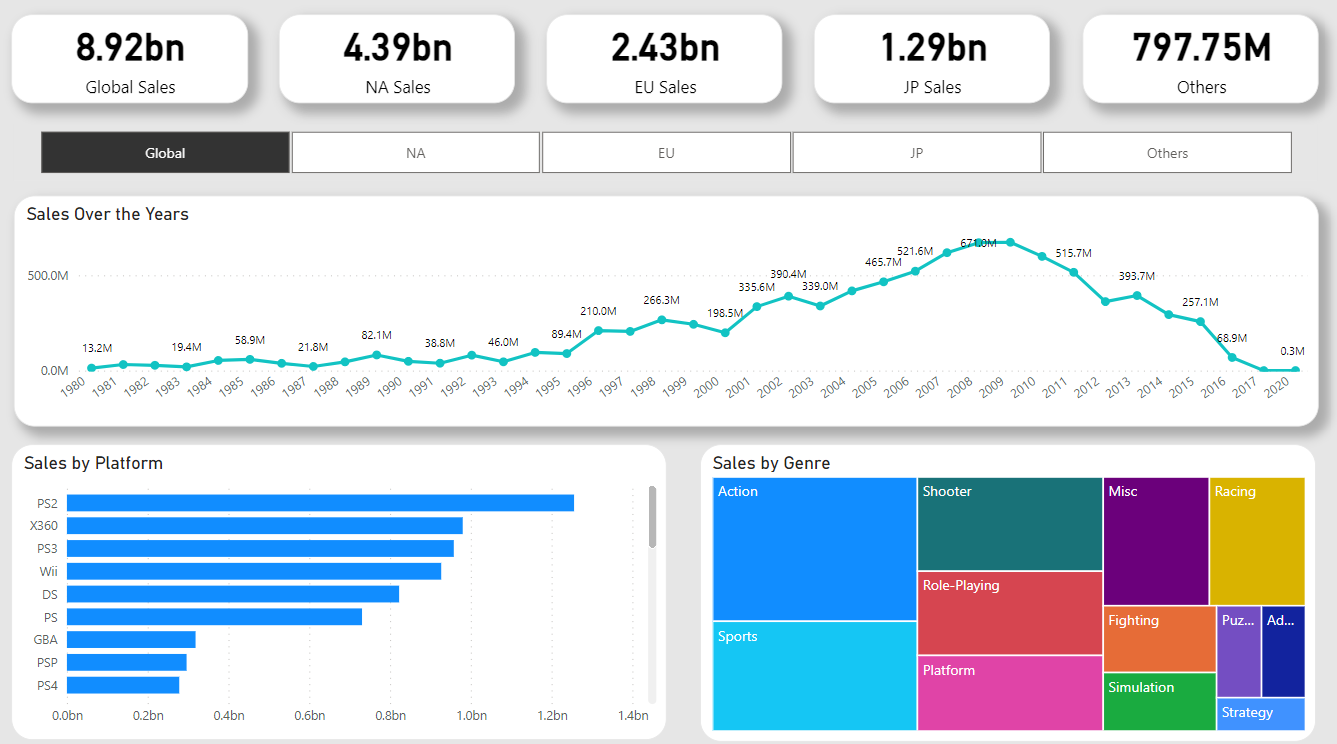 8.92bn
Global Sales
4.39bn
NA Sales
2.43bn
EU Sales
1.29bn
JP Sales
797.75M
Others
Global
NA
EU
JP
Others
Sales Over the Years
500.0M
0.0M
13.2M
19.4M
58.9M
21.8M
82.1M
38.8M
46.0M
89.4M
210.0M
266.3M
198.5M
335.6M
390.4M
339.0M
465.7M
521.6M
671.0M
515.7M
393.7M
257.1M
68.9M
0.3M
1980
1981
1982
1983
1984
1985
1986
1987
1988
1989
1990
1991
1992
1993
1994
1995
1996
1997
1998
1999
2000
2001
2002
2003
2004
2005
2006
2007
2008
2009
2010
2011
2012
2013
2014
2015
2016
2017
2020
Sales by Platform
PS2
X360
PS3
Wii
DS
PS
GBA
PSP
PS4
0.0bn
0.2bn
0.4bn
0.6bn
0.8bn
1.0bn
1.2bn
1.4bn
Sales by Genre
Action
Sports
Shooter
Role-Playing
Platform
Misc
Racing
Fighting
Simulation
Puz...
Ad...
Strategy